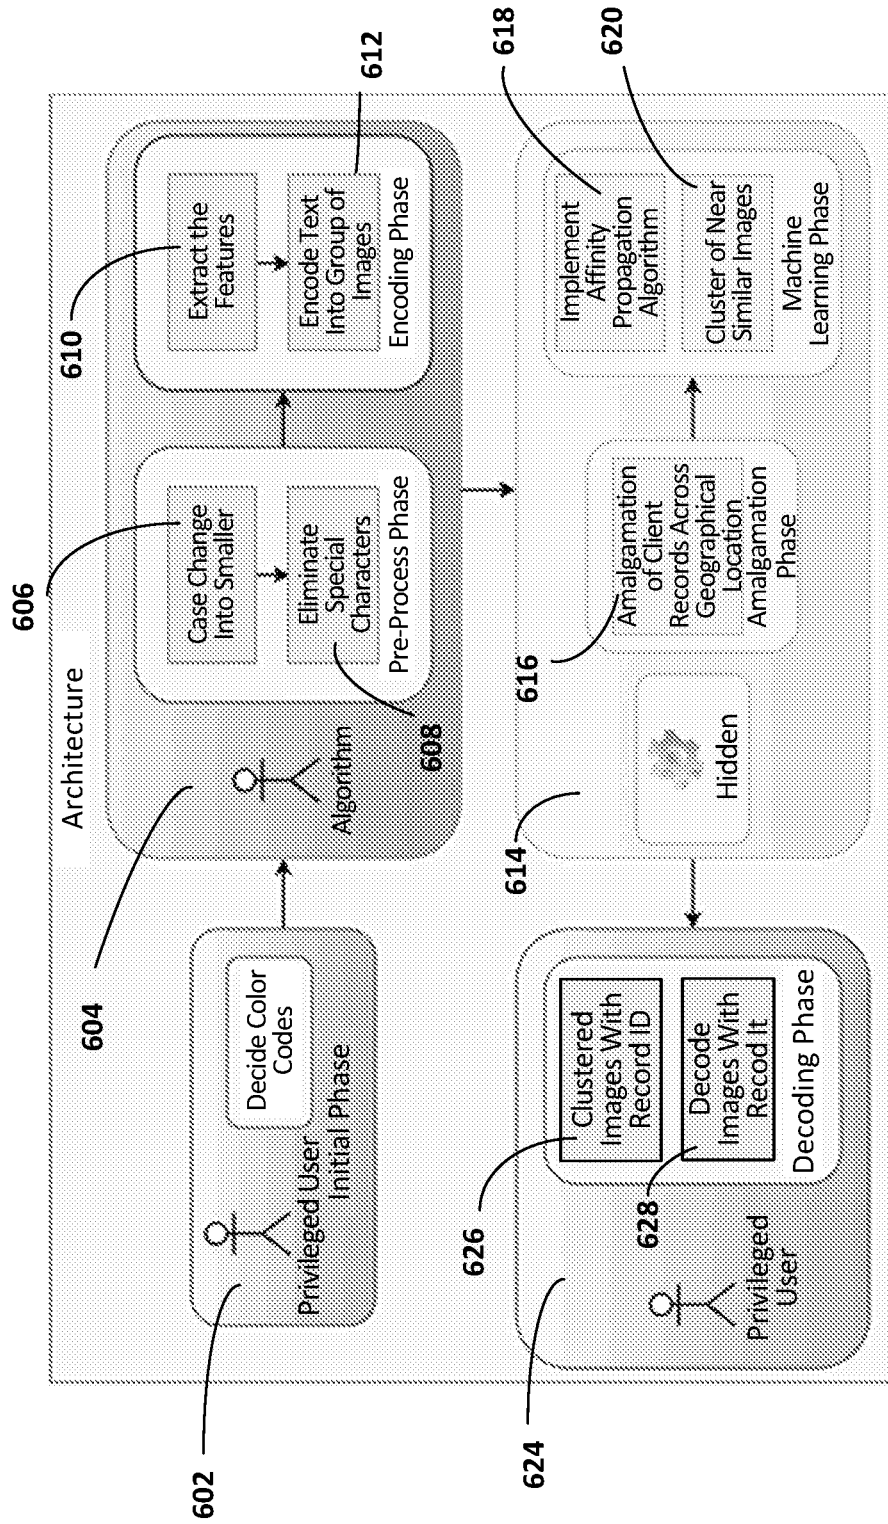 Architecture
602
Privileged User
Initial Phase
Decide Color
Codes
604
Algorithm
606
Case Change
Into Smaller
608
Eliminate
Special
Characters
Pre-Process Phase
610
Extract the
Features
612
Encode Text
Into Group of
Images
Encoding Phase
614
Hidden
616
Amalgamation
of Client
Records Across
Geographical
Location
Amalgamation
Phase
618
Implement
Affinity
Propagation
Algorithm
620
Cluster of Near
Similar Images
Machine
Learning Phase
624
Privileged
User
626
Clustered
Images With
Record ID
628
Decode
Images With
Recod It
Decoding Phase